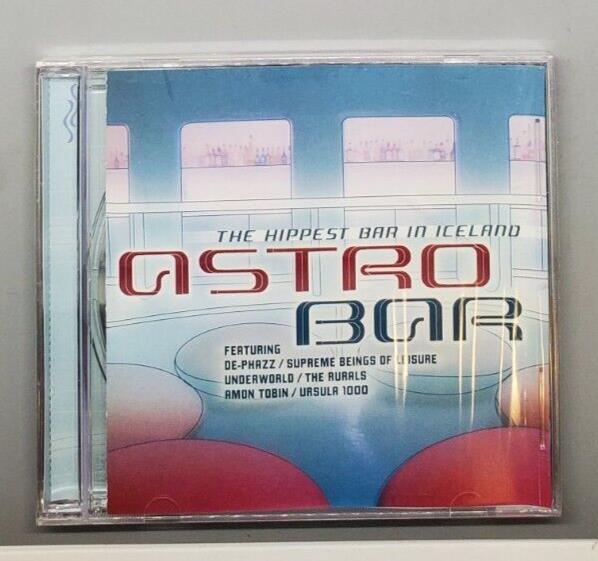 THE HIPPEST BAR IN ICELAND
ASTRO
BAR
FEATURING
DE-PHAZZ / SUPREME BEINGS OF LEISURE
UNDERWORLD / THE RURALS
AMON TOBIN / URSULA 1000